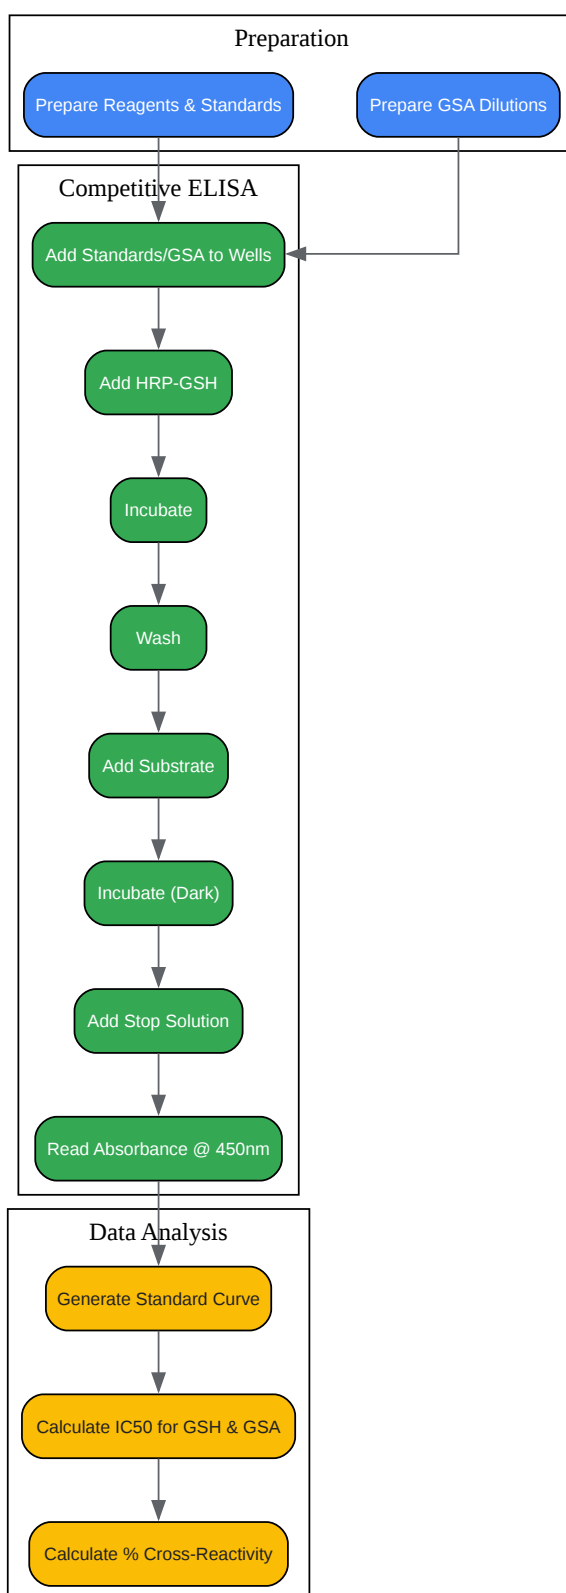 Preparation
Prepare Reagents & Standards
Prepare GSA Dilutions
Competitive ELISA
Add Standards/GSA to Wells
Add HRP-GSH
Incubate
Wash
Add Substrate
Incubate (Dark)
Add Stop Solution
Read Absorbance @ 450nm
Data Analysis
Generate Standard Curve
Calculate IC50 for GSH & GSA
Calculate % Cross-Reactivity